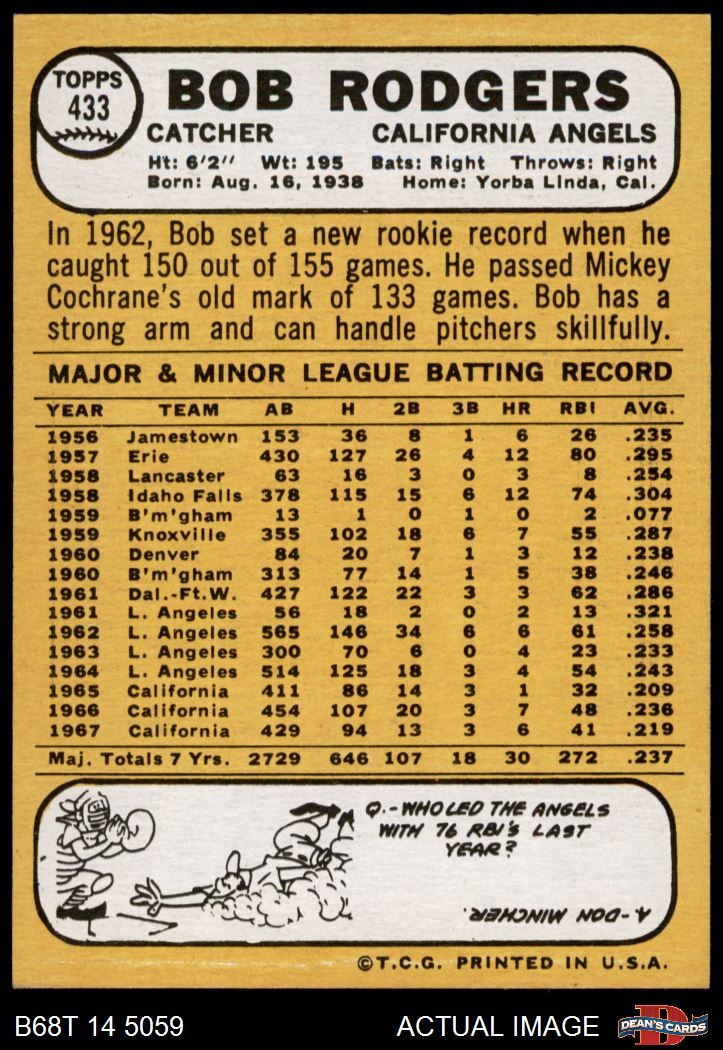 TOPPS
433
BOB RODGERS
CATCHER CALIFORNIA ANGELS
Ht: 6'2" Wt: 195 Bats: Right Throws: Right
Born: Aug. 16, 1938 Home: Yorba Linda, Cal.
In 1962, Bob set a new rookie record when he
caught 150 out of 155 games. He passed Mickey
Cochrane's old mark of 133 games. Bob has a
strong arm and can handle pitchers skillfully.
MAJOR & MINOR LEAGUE BATTING RECORD
YEAR TEAM AB H 2B 3B HR RBI AVG.
1956 Jamestown 153 36 8 1 6 26 .235
1957 Erie 430 127 26 4 12 80 .295
1958 Lancaster 63 16 3 0 3 8 .254
1958 Idaho Falls 378 115 15 6 12 74 .304
1959 B'm'gham 13 1 0 1 0 2 .077
1959 Knoxville 355 102 18 6 7 55 .287
1960 Denver 84 20 7 1 3 12 .238
1960 B'm'gham 313 77 14 1 5 38 .246
1961 Dal.-Ft.W. 427 122 22 3 3 62 .286
1961 L. Angeles 56 18 2 0 2 13 .321
1962 L. Angeles 565 146 34 6 6 61 .258
1963 L. Angeles 300 70 6 0 4 23 .233
1964 L. Angeles 514 125 18 3 4 54 .243
1965 California 411 86 14 3 1 32 .209
1966 California 454 107 20 3 7 48 .236
1967 California 429 94 13 3 6 41 .219
Maj. Totals 7 Yrs. 2729 646 107 18 30 272 .237
Q.-WHO LED THE ANGELS
WITH 76 RBI'S LAST
YEAR?
A-DON MINCHER.
©T.C.G. PRINTED IN U.S.A.
B68T 14 5059 ACTUAL IMAGE DEAN'S CARDS